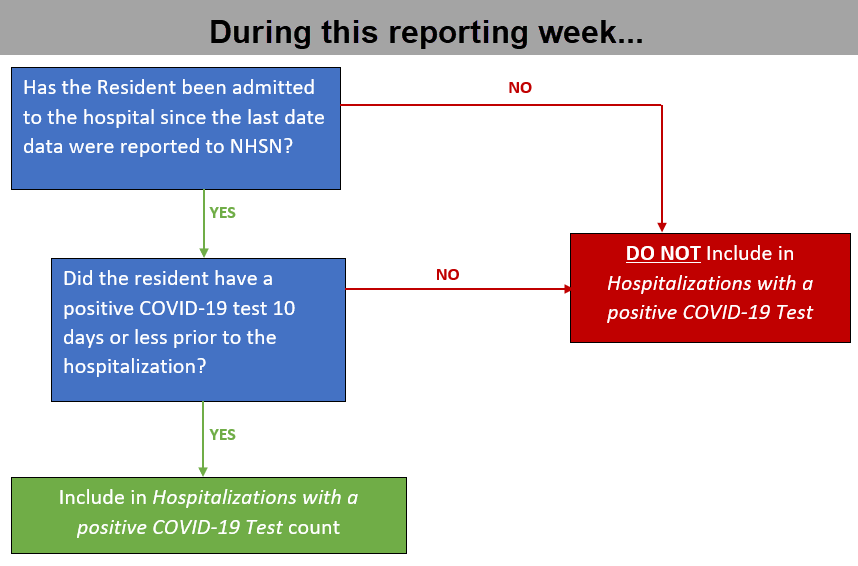 During this reporting week...
Has the Resident been admitted
to the hospital since the last date
data were reported to NHSN?
NO
YES
Did the resident have a
positive COVID-19 test 10
days or less prior to the
hospitalization?
NO
DO NOT Include in
Hospitalizations with a
positive COVID-19 Test
YES
Include in Hospitalizations with a
positive COVID-19 Test count